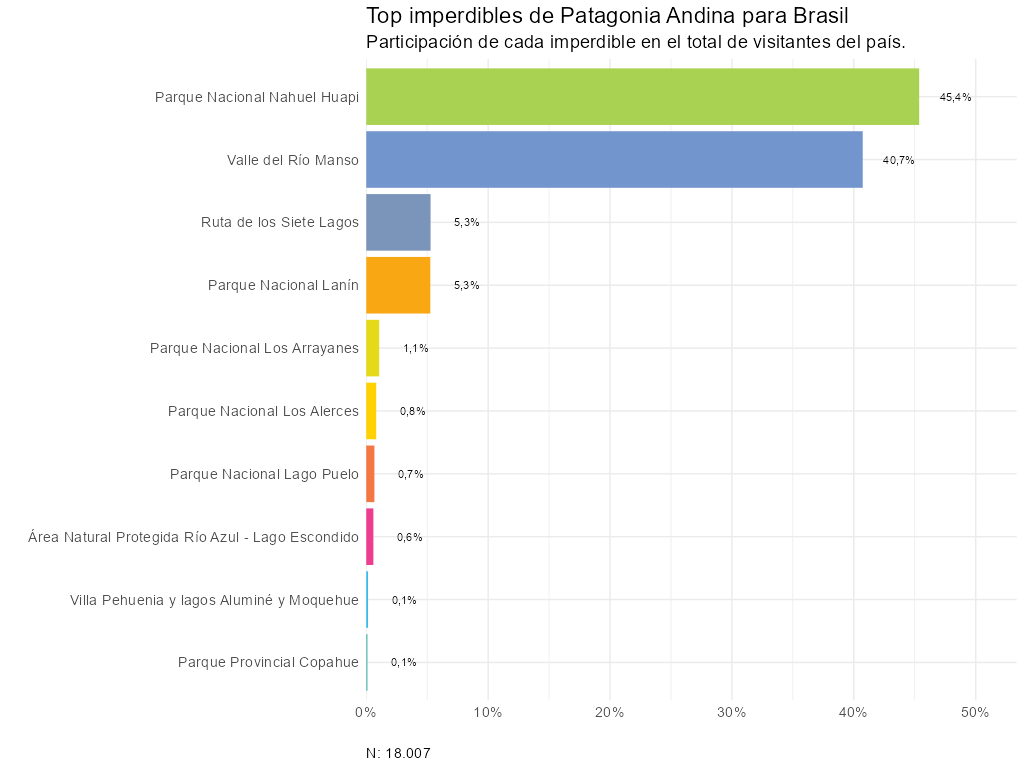 Top imperdibles de Patagonia Andina para Brasil
Participación de cada imperdible en el total de visitantes del país.
Parque Nacional Nahuel Huapi 45,4%
Valle del Río Manso 40,7%
Ruta de los Siete Lagos 5,3%
Parque Nacional Lanín 5,3%
Parque Nacional Los Arrayanes 1,1%
Parque Nacional Los Alerces 0,8%
Parque Nacional Lago Puelo 0,7%
Área Natural Protegida Río Azul - Lago Escondido 0,6%
Villa Pehuenia y lagos Aluminé y Moquehue 0,1%
Parque Provincial Copahue 0,1%
0% 10% 20% 30% 40% 50%
N: 18.007